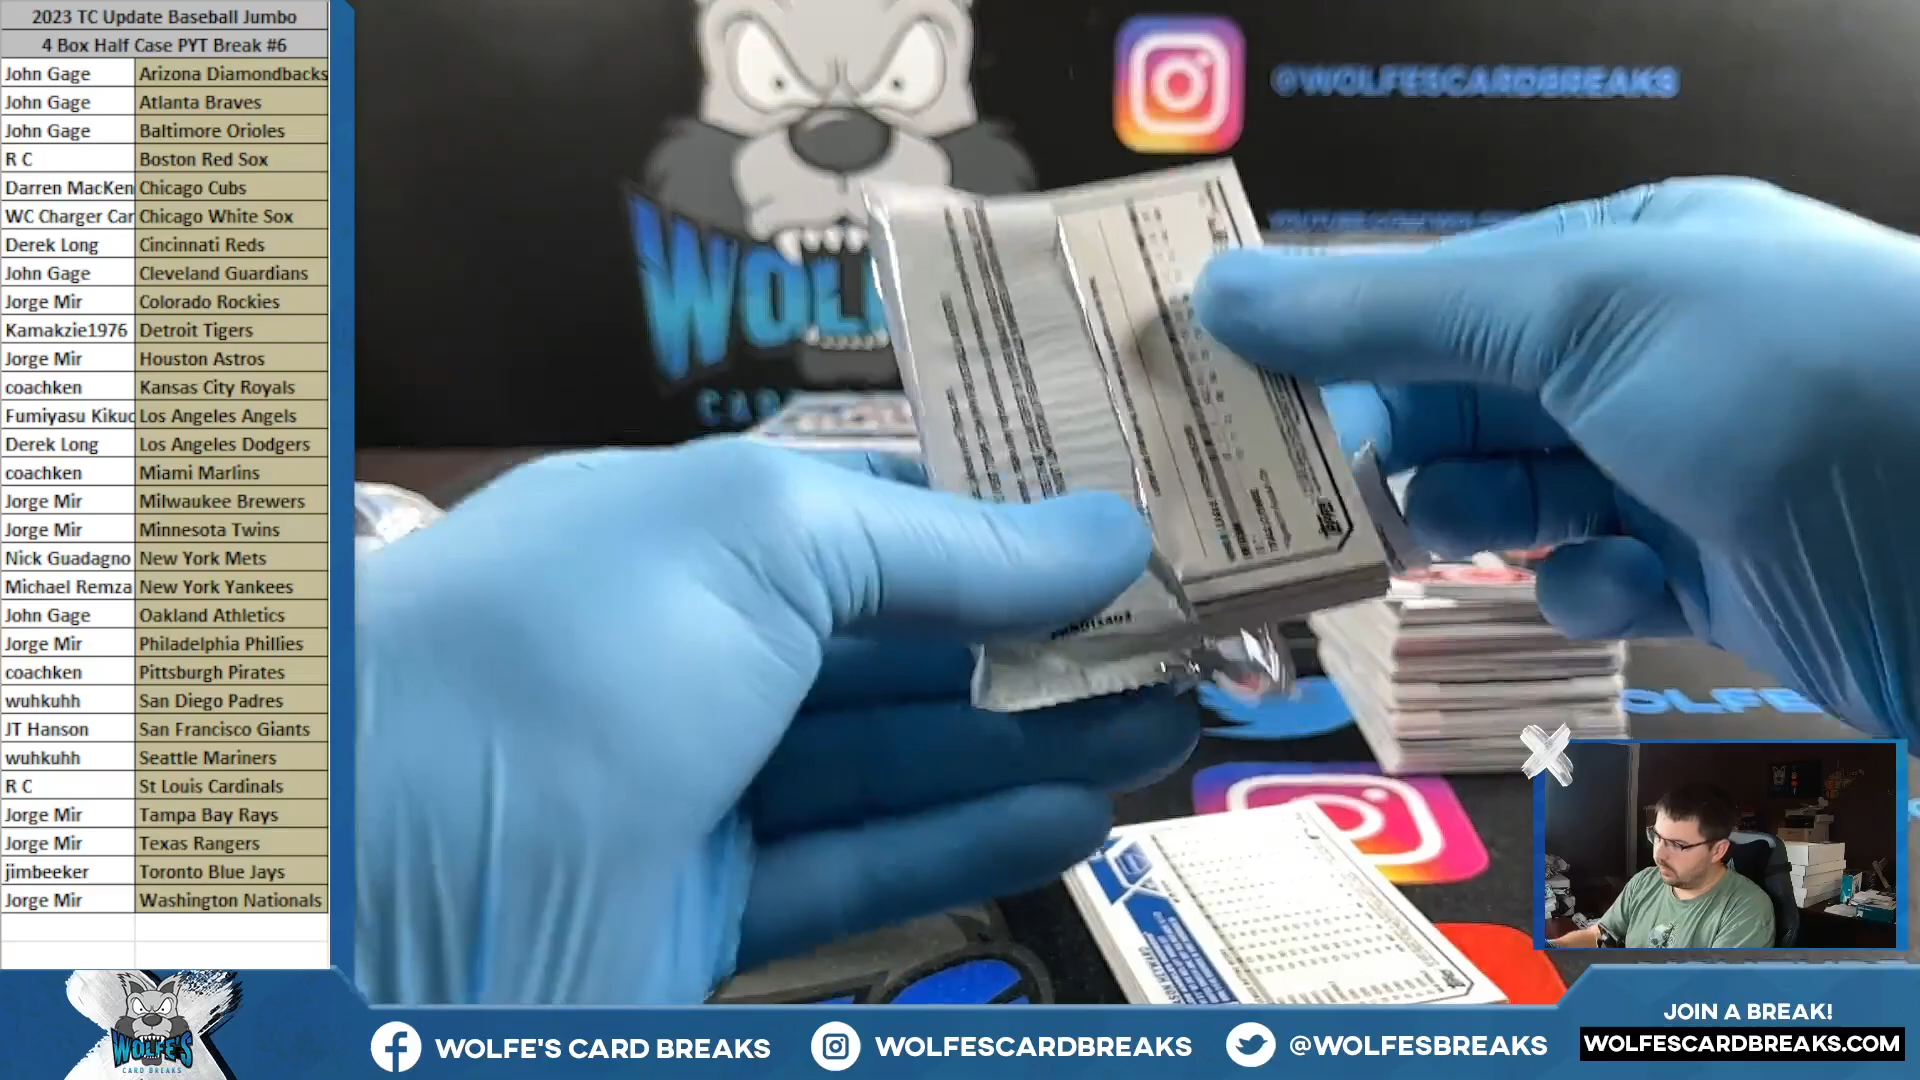 2023 TC Update Baseball Jumbo
4 Box Half Case PYT Break #6
John Gage Arizona Diamondbacks
John Gage Atlanta Braves
John Gage Baltimore Orioles
R C Boston Red Sox
Darren MacKen Chicago Cubs
WC Charger Car Chicago White Sox
Derek Long Cincinnati Reds
John Gage Cleveland Guardians
Jorge Mir Colorado Rockies
Kamakzie1976 Detroit Tigers
Jorge Mir Houston Astros
coachken Kansas City Royals
Fumiyasu Kikuc Los Angeles Angels
Derek Long Los Angeles Dodgers
coachken Miami Marlins
Jorge Mir Milwaukee Brewers
Jorge Mir Minnesota Twins
Nick Guadagno New York Mets
Michael Remza New York Yankees
John Gage Oakland Athletics
Jorge Mir Philadelphia Phillies
coachken Pittsburgh Pirates
wuhkuhh San Diego Padres
JT Hanson San Francisco Giants
wuhkuhh Seattle Mariners
R C St Louis Cardinals
Jorge Mir Tampa Bay Rays
Jorge Mir Texas Rangers
jimbeeker Toronto Blue Jays
Jorge Mir Washington Nationals
@WOLFESCARDBREAKS
WOL
CAR
OLFE
WOLFE'S
CARD BREAKS
WOLFE'S CARD BREAKS
WOLFESCARDBREAKS
@WOLFESBREAKS
JOIN A BREAK!
WOLFESCARDBREAKS.COM